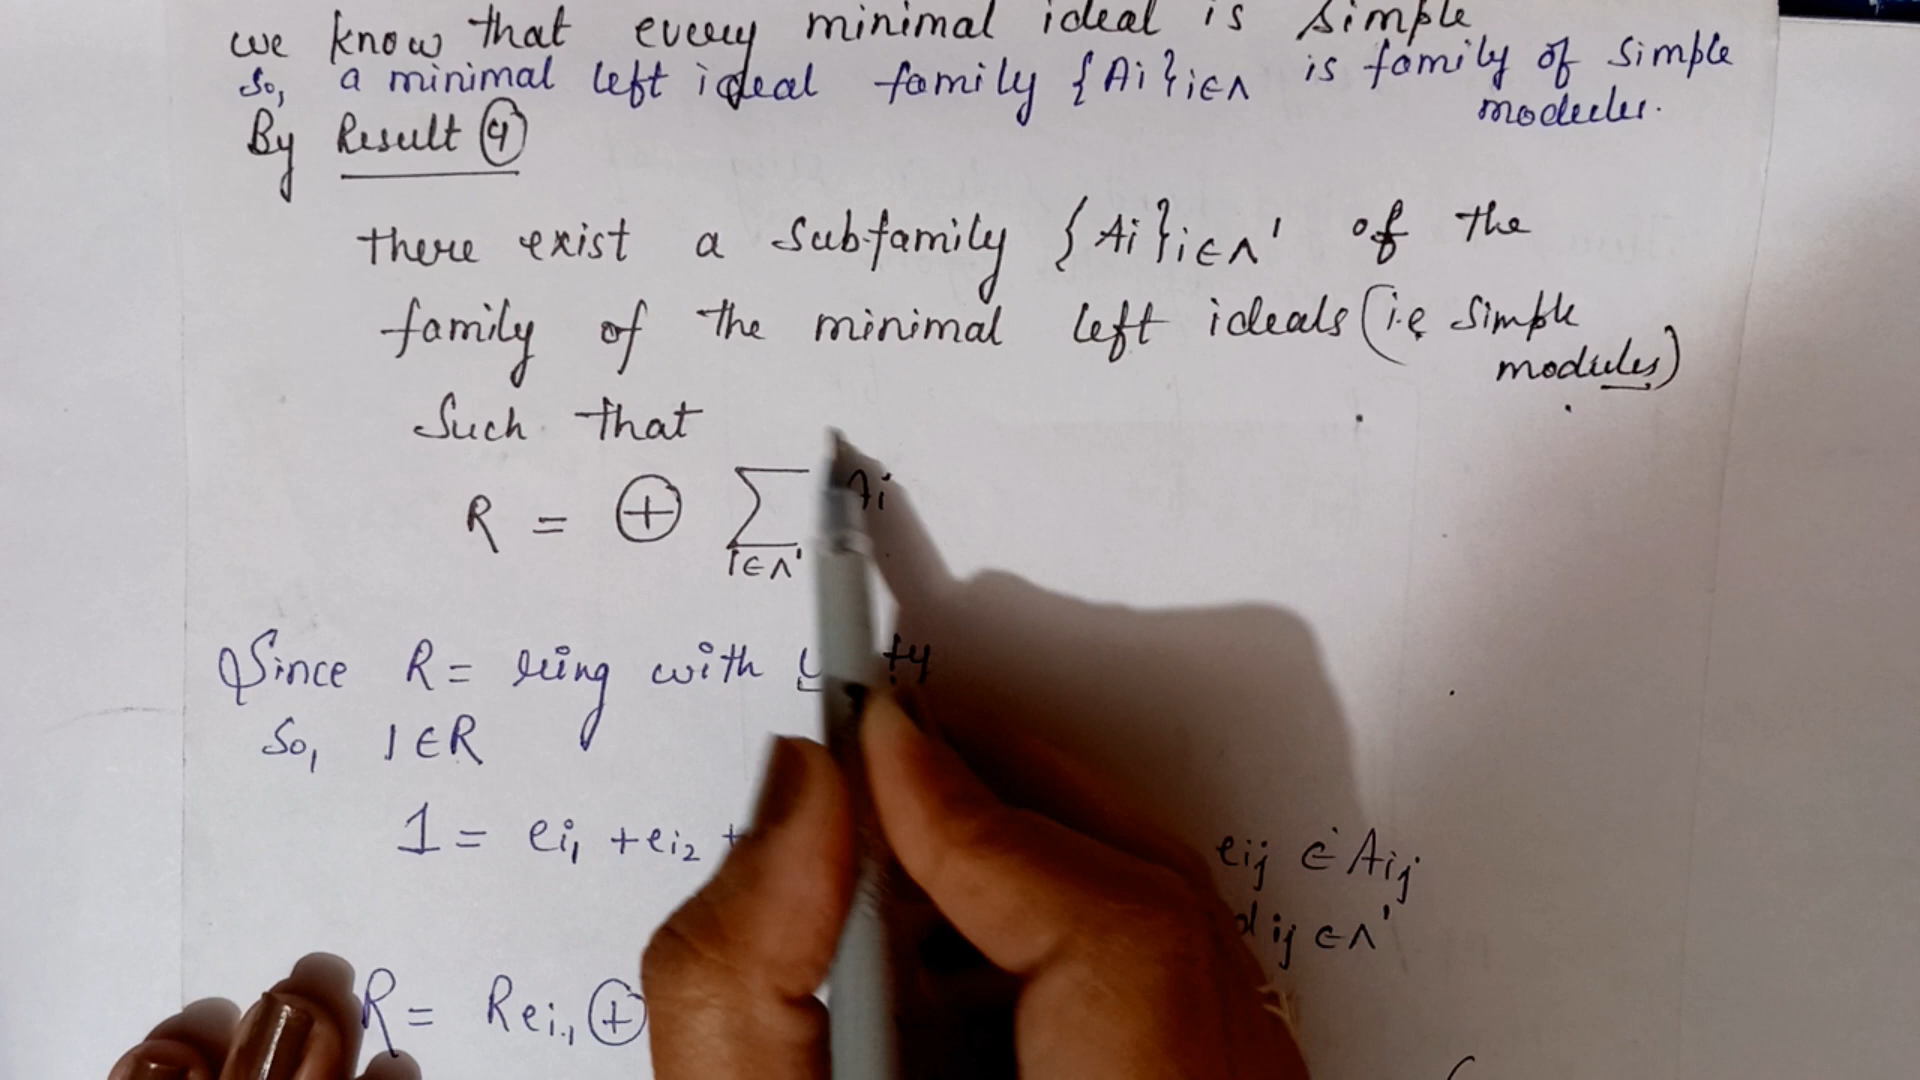 we know that every minimal ideal is simple
So, a minimal left ideal family {Ai}i∈Λ is family of simple modules.
By Result ④
there exist a subfamily {Ai}i∈Λ' of the
family of the minimal left ideals (i.e simple modules)
Such that
R = ⊕ ∑ i∈Λ' Ai
Since R = ring with
So, 1 ∈ R
1 = ei₁ + ei₂ + eij ∈ Aij
ij ∈ Λ'
R = Rei₁ ⊕